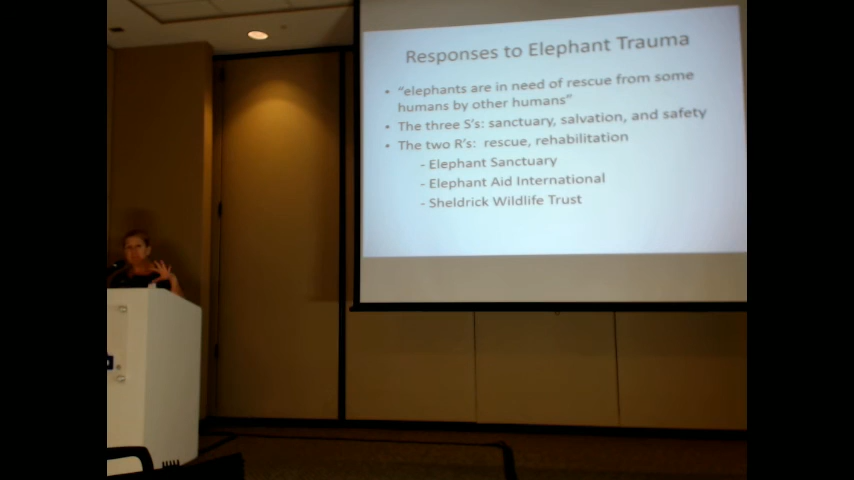 Responses to Elephant Trauma
• "elephants are in need of rescue from some
humans by other humans"
• The three S's: sanctuary, salvation, and safety
• The two R's: rescue, rehabilitation
- Elephant Sanctuary
- Elephant Aid International
- Sheldrick Wildlife Trust